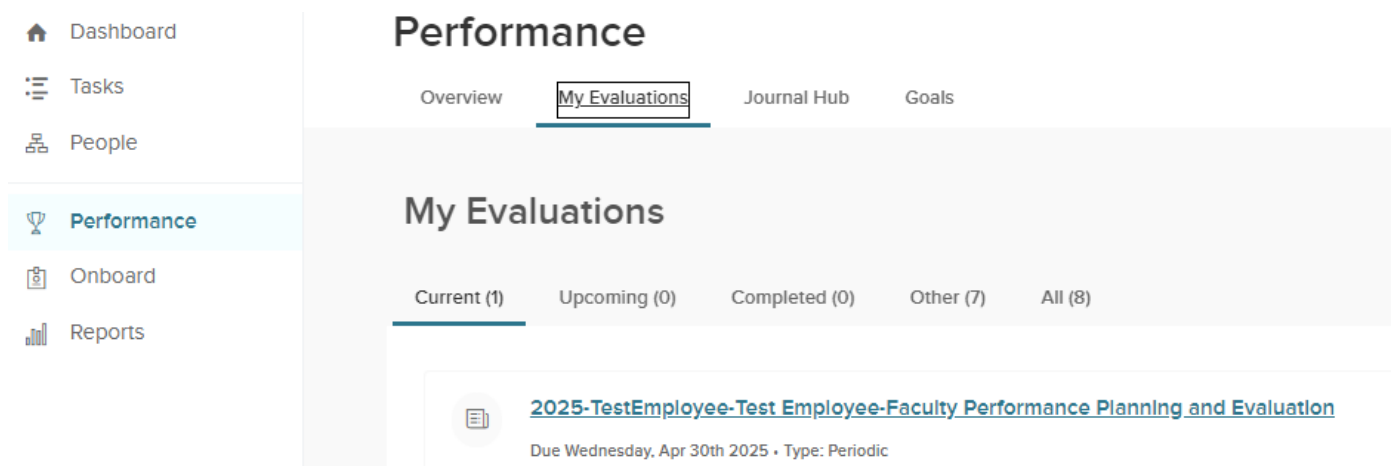 Dashboard
Tasks
People
Performance
Onboard
Reports
Performance
Overview My Evaluations Journal Hub Goals
My Evaluations
Current (1) Upcoming (0) Completed (0) Other (7) All (8)
2025-TestEmployee-Test Employee-Faculty Performance Planning and Evaluation
Due Wednesday, Apr 30th 2025 • Type: Periodic